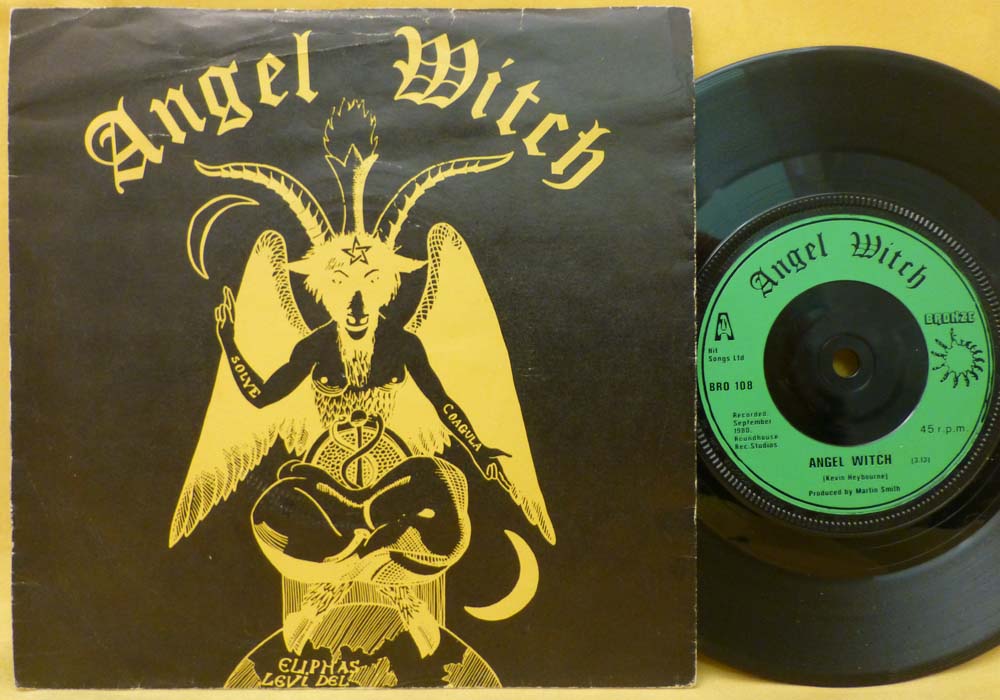 Angel Witch
SOLVE
COAGULA
ELIPHAS
LEVI DEL
Angel Witch
A
BRONZE
Hit
Songs Ltd
BRO 108
Recorded:
September
1980.
Roundhouse
Rec. Studios
45 r.p.m.
ANGEL WITCH (3.13)
(Kevin Heybourne)
Produced by Martin Smith